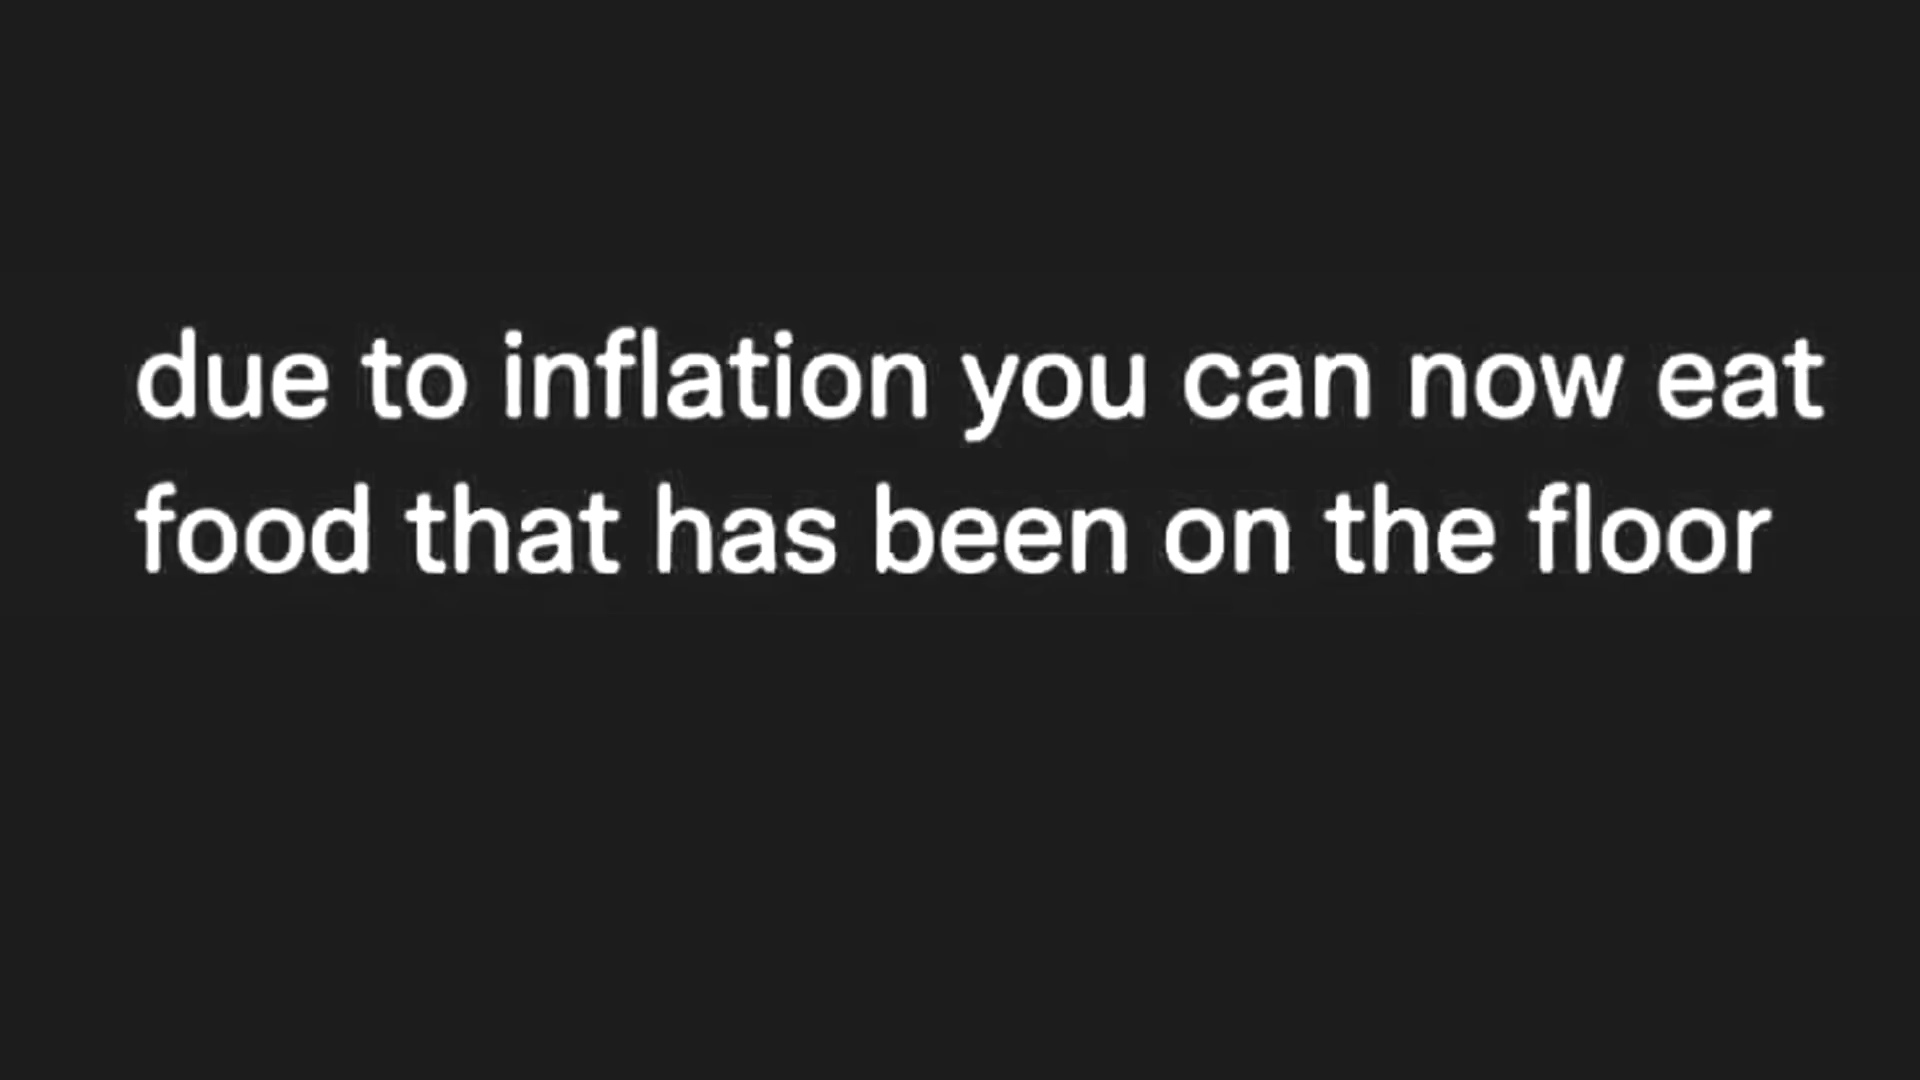 due to inflation you can now eat
food that has been on the floor